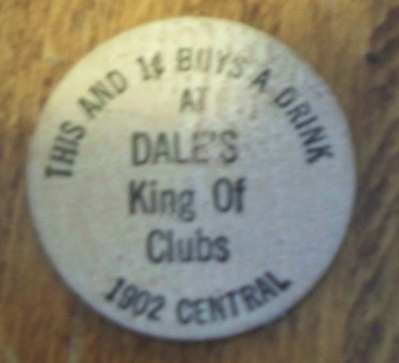 THIS AND 1¢ BUYS A DRINK
AT
DALE'S
King Of
Clubs
1902 CENTRAL